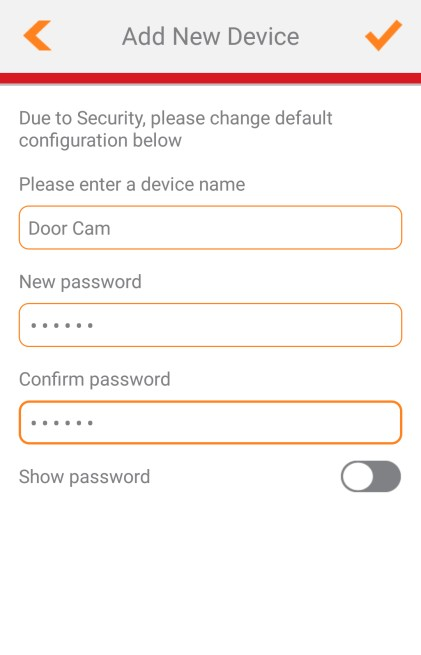 Add New Device
Due to Security, please change default
configuration below
Please enter a device name
Door Cam
New password
••••••
Confirm password
••••••
Show password